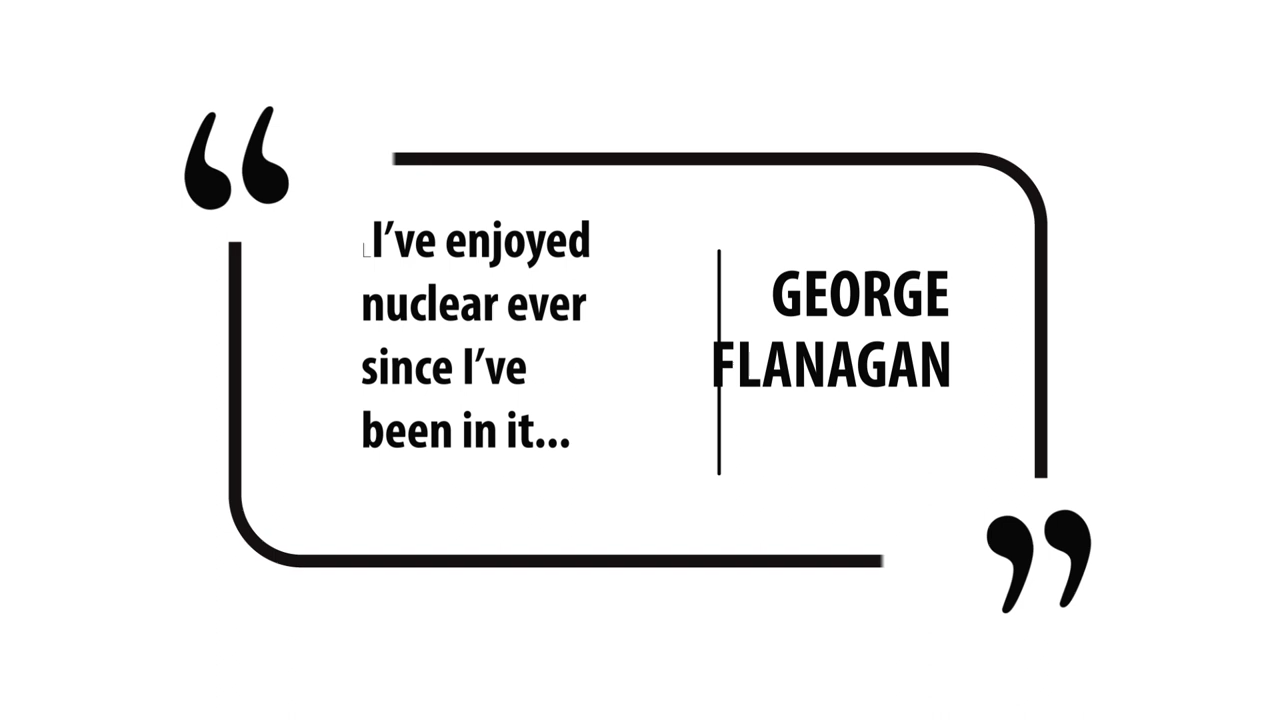 “
I’ve enjoyed
nuclear ever
since I’ve
been in it...
GEORGE
FLANAGAN
”